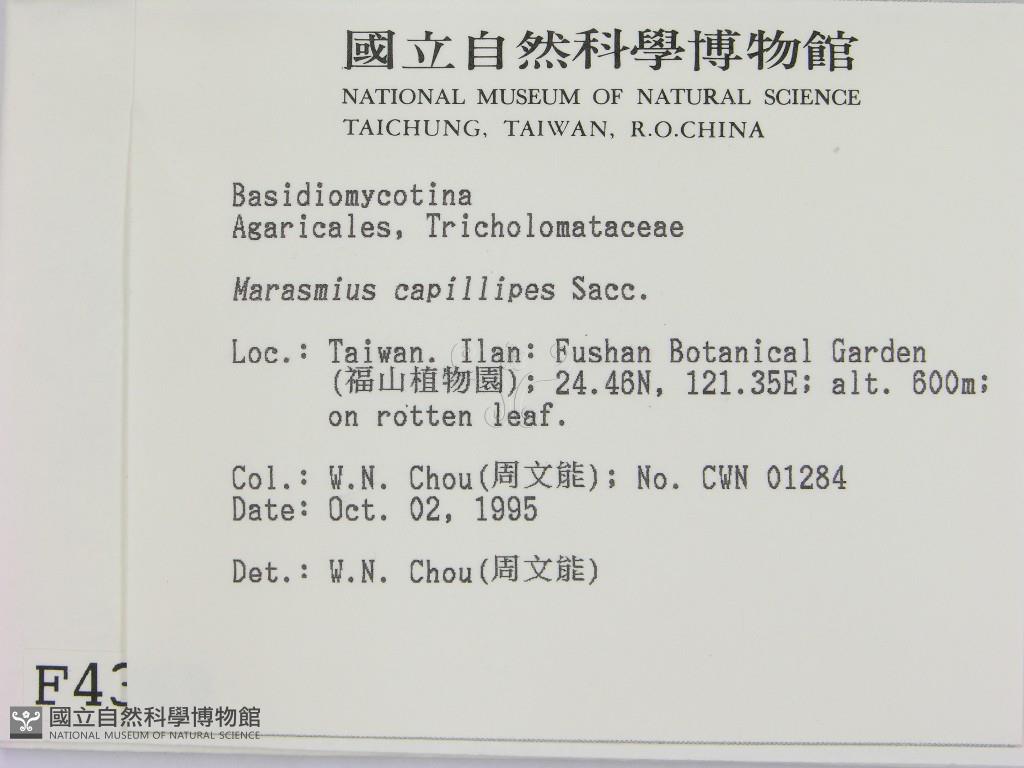 國立自然科學博物館
NATIONAL MUSEUM OF NATURAL SCIENCE
TAICHUNG, TAIWAN, R.O.CHINA
Basidiomycotina
Agaricales, Tricholomataceae
Marasmius capillipes Sacc.
Loc.: Taiwan. Ilan: Fushan Botanical Garden
(福山植物園); 24.46N, 121.35E; alt. 600m;
on rotten leaf.
Col.: W.N. Chou(周文能); No. CWN 01284
Date: Oct. 02, 1995
Det.: W.N. Chou(周文能)
F43
國立自然科學博物館
NATIONAL MUSEUM OF NATURAL SCIENCE